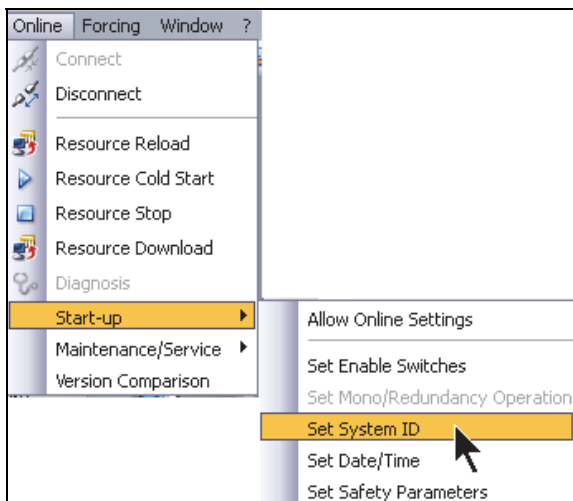 Online Forcing Window ?
Connect
Disconnect
Resource Reload
Resource Cold Start
Resource Stop
Resource Download
Diagnosis
Start-up
Maintenance/Service
Version Comparison
Allow Online Settings
Set Enable Switches
Set Mono/Redundancy Operation
Set System ID
Set Date/Time
Set Safety Parameters